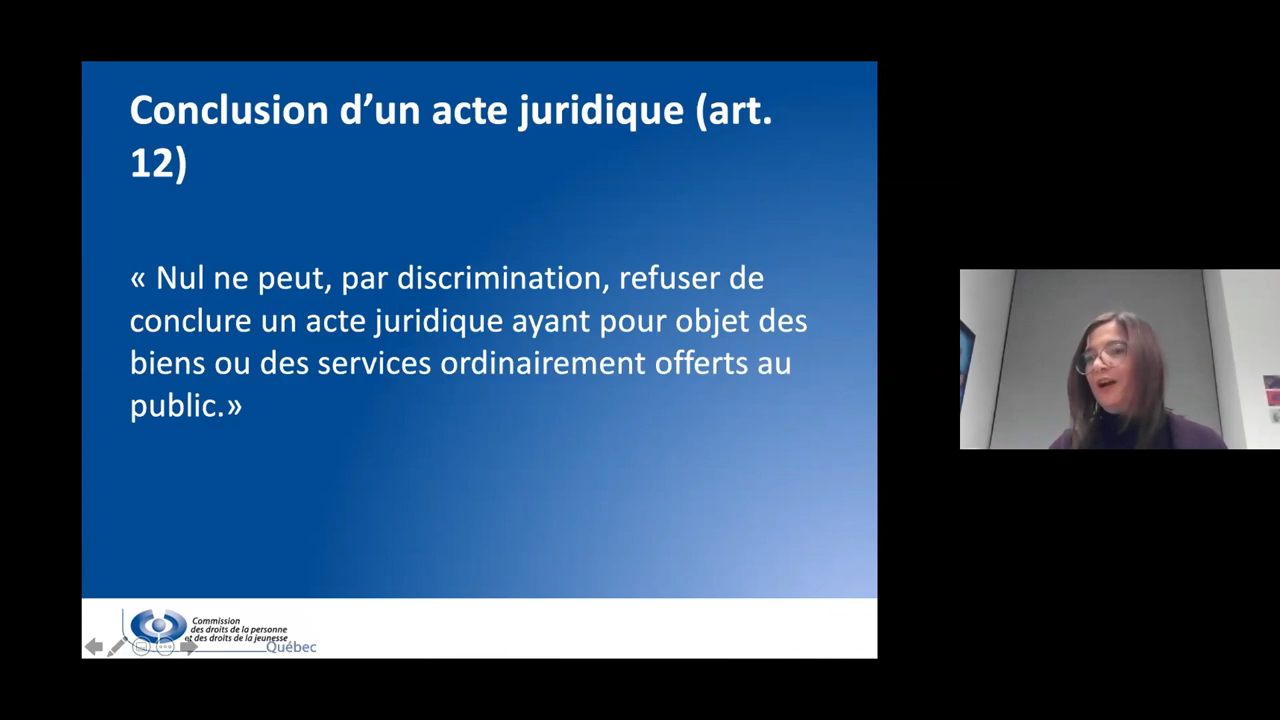 Conclusion d’un acte juridique (art.
12)
« Nul ne peut, par discrimination, refuser de
conclure un acte juridique ayant pour objet des
biens ou des services ordinairement offerts au
public.»
Commission
des droits de la personne
et des droits de la jeunesse
Québec